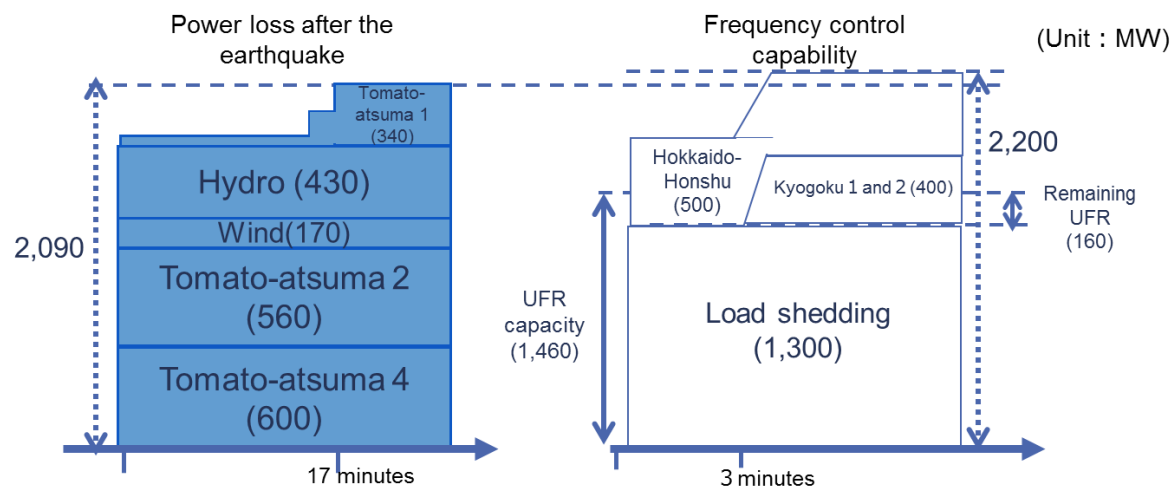 Power loss after the
earthquake
Frequency control
capability
(Unit：MW)
Tomato-
atsuma 1
(340)
Hydro (430)
Wind(170)
2,090
Tomato-atsuma 2
(560)
Tomato-atsuma 4
(600)
17 minutes
Hokkaido-
Honshu
(500)
Kyogoku 1 and 2 (400)
2,200
Remaining
UFR
(160)
UFR
capacity
(1,460)
Load shedding
(1,300)
3 minutes